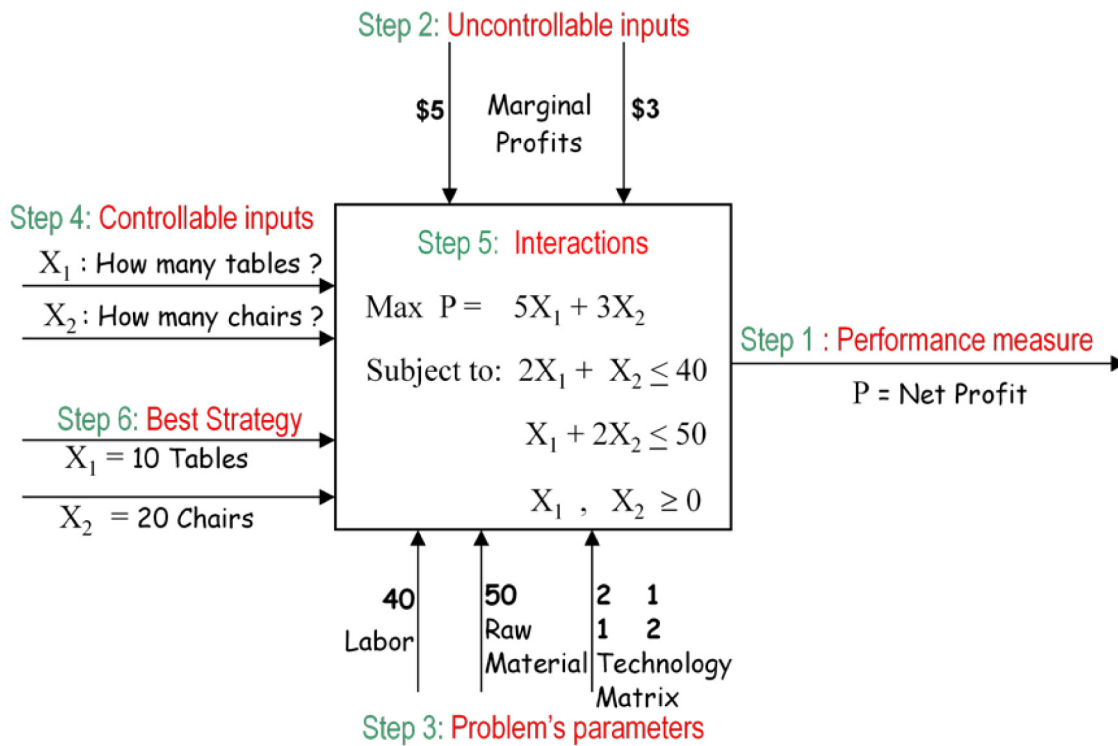 Step 2: Uncontrollable inputs
$5 Marginal Profits $3
Step 4: Controllable inputs
X₁ : How many tables ?
X₂ : How many chairs ?
Step 5: Interactions
Max P = 5X₁ + 3X₂
Subject to: 2X₁ + X₂ ≤ 40
X₁ + 2X₂ ≤ 50
X₁ , X₂ ≥ 0
Step 1 : Performance measure
P = Net Profit
Step 6: Best Strategy
X₁ = 10 Tables
X₂ = 20 Chairs
40
Labor
50
Raw
Material
2 1
1 2
Technology
Matrix
Step 3: Problem's parameters